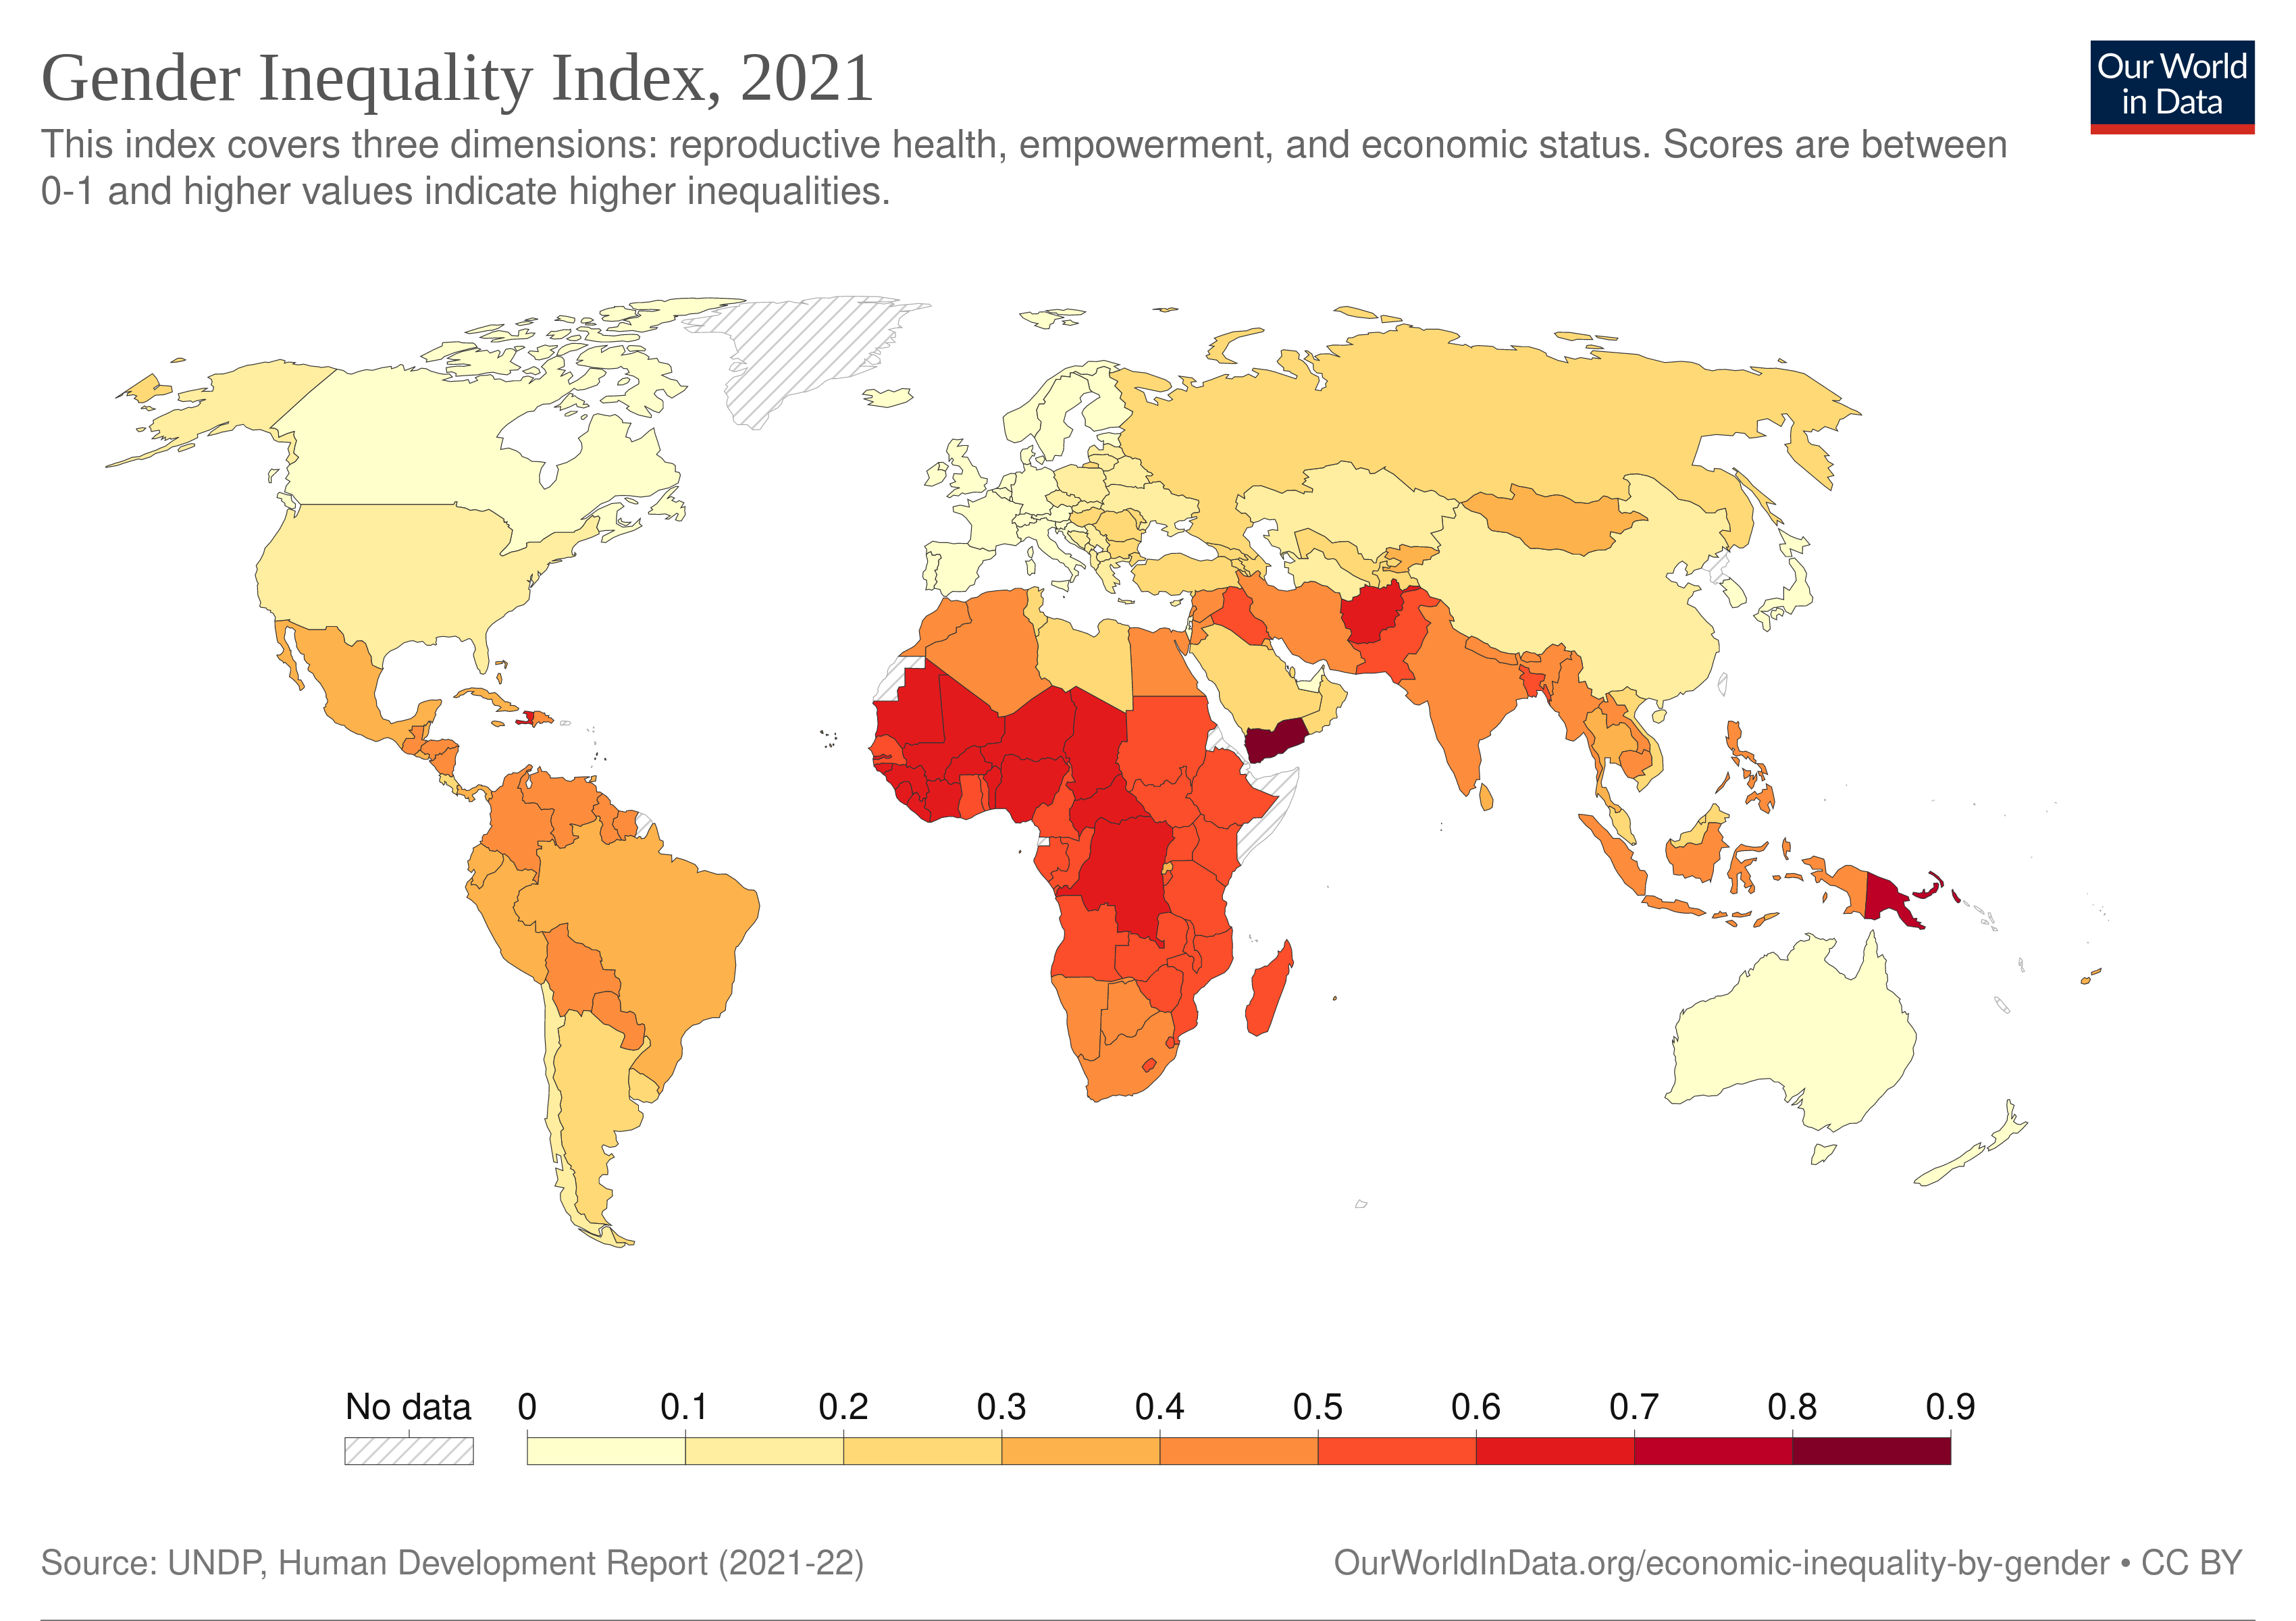 Gender Inequality Index, 2021
Our World
in Data
This index covers three dimensions: reproductive health, empowerment, and economic status. Scores are between
0-1 and higher values indicate higher inequalities.
No data 0 0.1 0.2 0.3 0.4 0.5 0.6 0.7 0.8 0.9
Source: UNDP, Human Development Report (2021-22)
OurWorldInData.org/economic-inequality-by-gender • CC BY